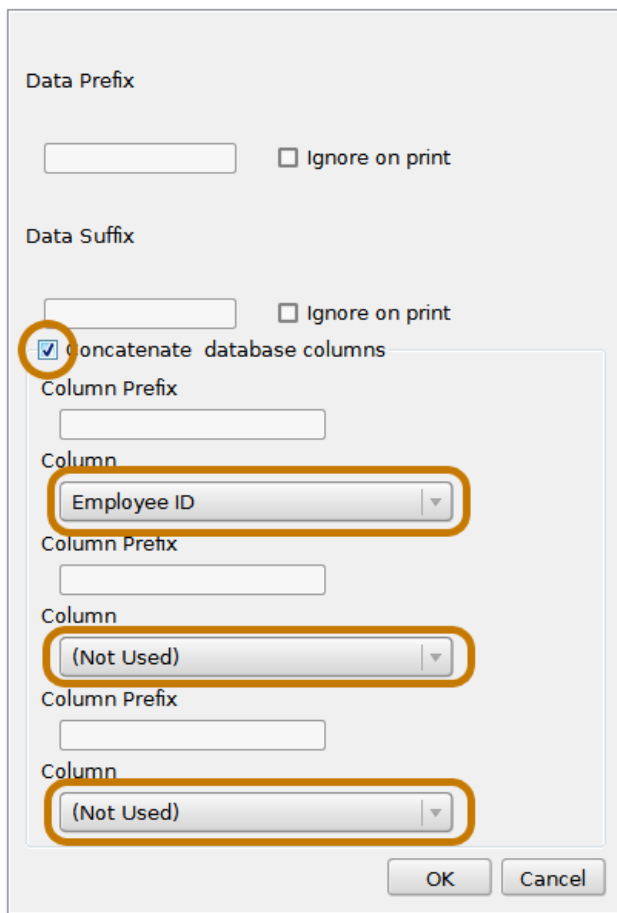 Data Prefix
Ignore on print
Data Suffix
Ignore on print
Concatenate database columns
Column Prefix
Column
Employee ID
Column Prefix
Column
(Not Used)
Column Prefix
Column
(Not Used)
OK Cancel